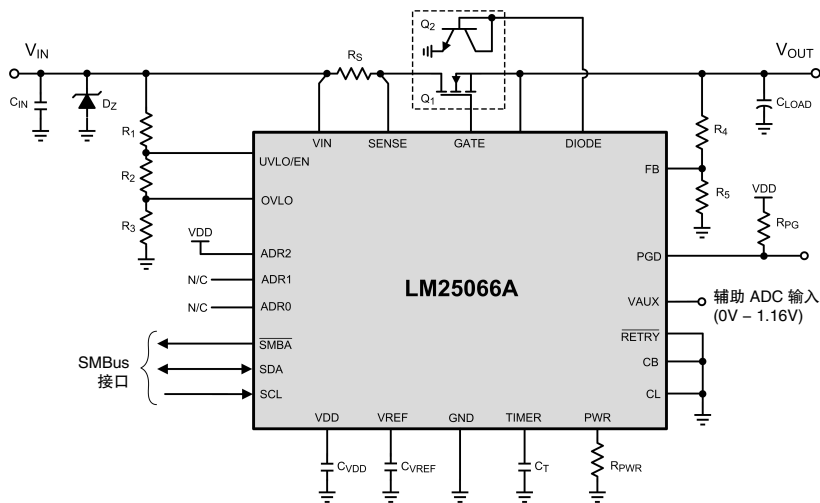 Q₂
V_IN
R_S
V_OUT
C_IN
D_Z
Q₁
C_LOAD
R₁
R₄
VIN
SENSE
GATE
DIODE
UVLO/EN
FB
R₂
R₅
VDD
OVLO
R₃
R_PG
VDD
ADR2
PGD
N/C
ADR1
LM25066A
辅助 ADC 输入
VAUX
(0V – 1.16V)
N/C
ADR0
RETRY
SMBA
SMBus
接口
CB
SDA
SCL
CL
VDD
VREF
GND
TIMER
PWR
C_VDD
C_VREF
C_T
R_PWR